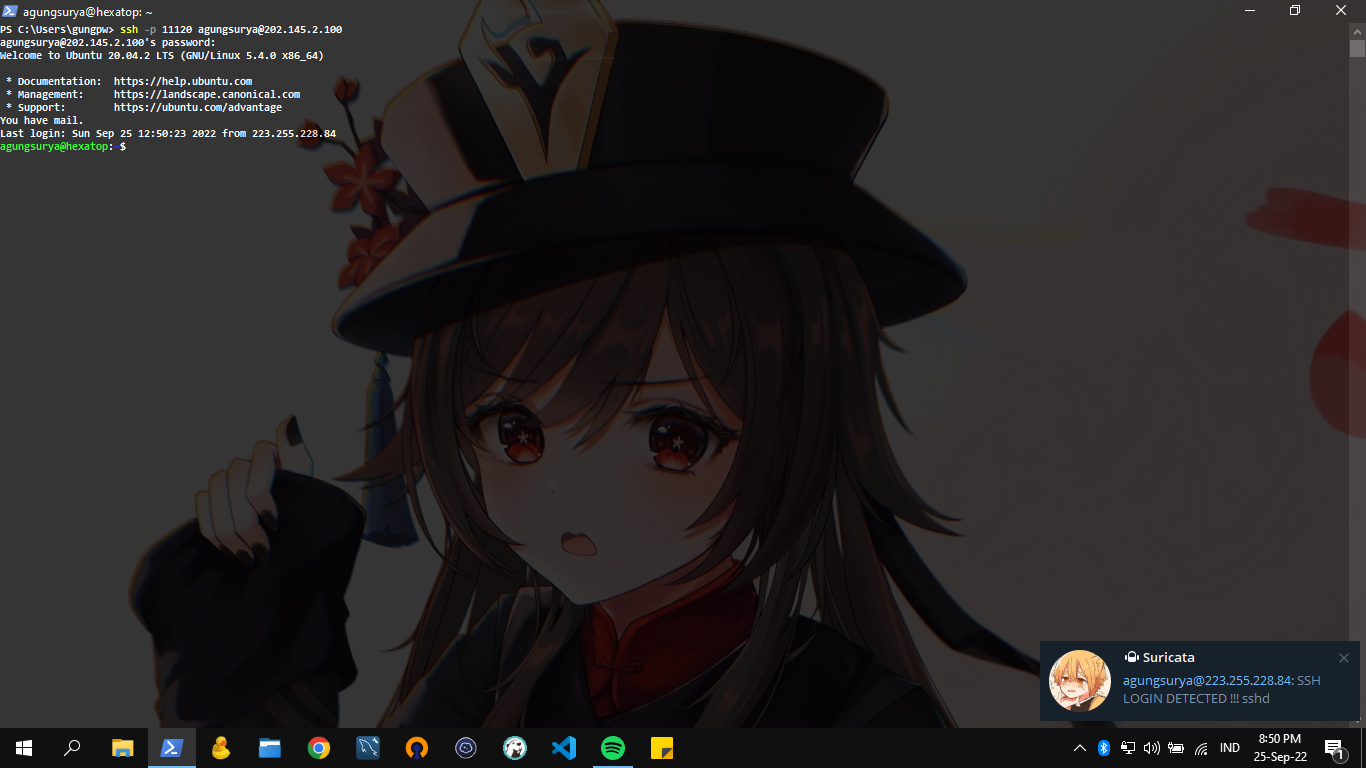 agungsurya@hexatop: ~
PS C:\Users\gungpw> ssh -p 11120 agungsurya@202.145.2.100
agungsurya@202.145.2.100's password:
Welcome to Ubuntu 20.04.2 LTS (GNU/Linux 5.4.0 x86_64)
* Documentation:  https://help.ubuntu.com
* Management:     https://landscape.canonical.com
* Support:        https://ubuntu.com/advantage
You have mail.
Last login: Sun Sep 25 12:50:23 2022 from 223.255.228.84
agungsurya@hexatop:~$
Suricata
agungsurya@223.255.228.84: SSH
LOGIN DETECTED !!! sshd
IND
8:50 PM
25-Sep-22
1